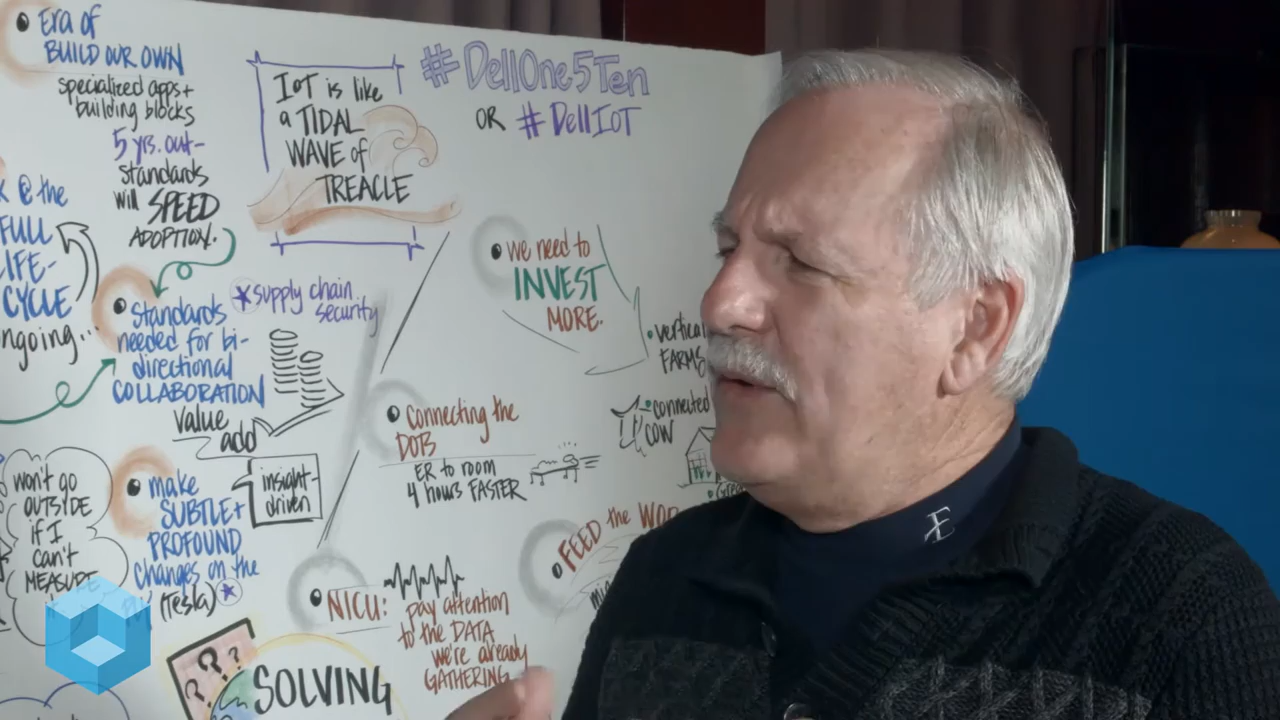 Era of
BUILD OUR OWN
specialized apps +
building blocks
5 yrs. out-
standards
will SPEED
ADOPTION.
@ the
FULL
LIFE-
CYCLE
ongoing...
Standards
needed for bi-
directional
COLLABORATION
value
add
* supply chain
security
won't go
OUTSIDE
if I
can't
MEASURE
make
SUBTLE +
PROFOUND
changes on the
(Tesla) *
insight-
driven
IoT is like
a TIDAL
WAVE of
TREACLE
#DellOne5Ten
OR #DellIoT
we need to
INVEST
MORE.
vertical
FARMS
connected
COW
connecting the
DOTS
ER to room
4 hours FASTER
FEED the
NICU:
pay attention
to the DATA
we're already
GATHERING
? ? ?
SOLVING